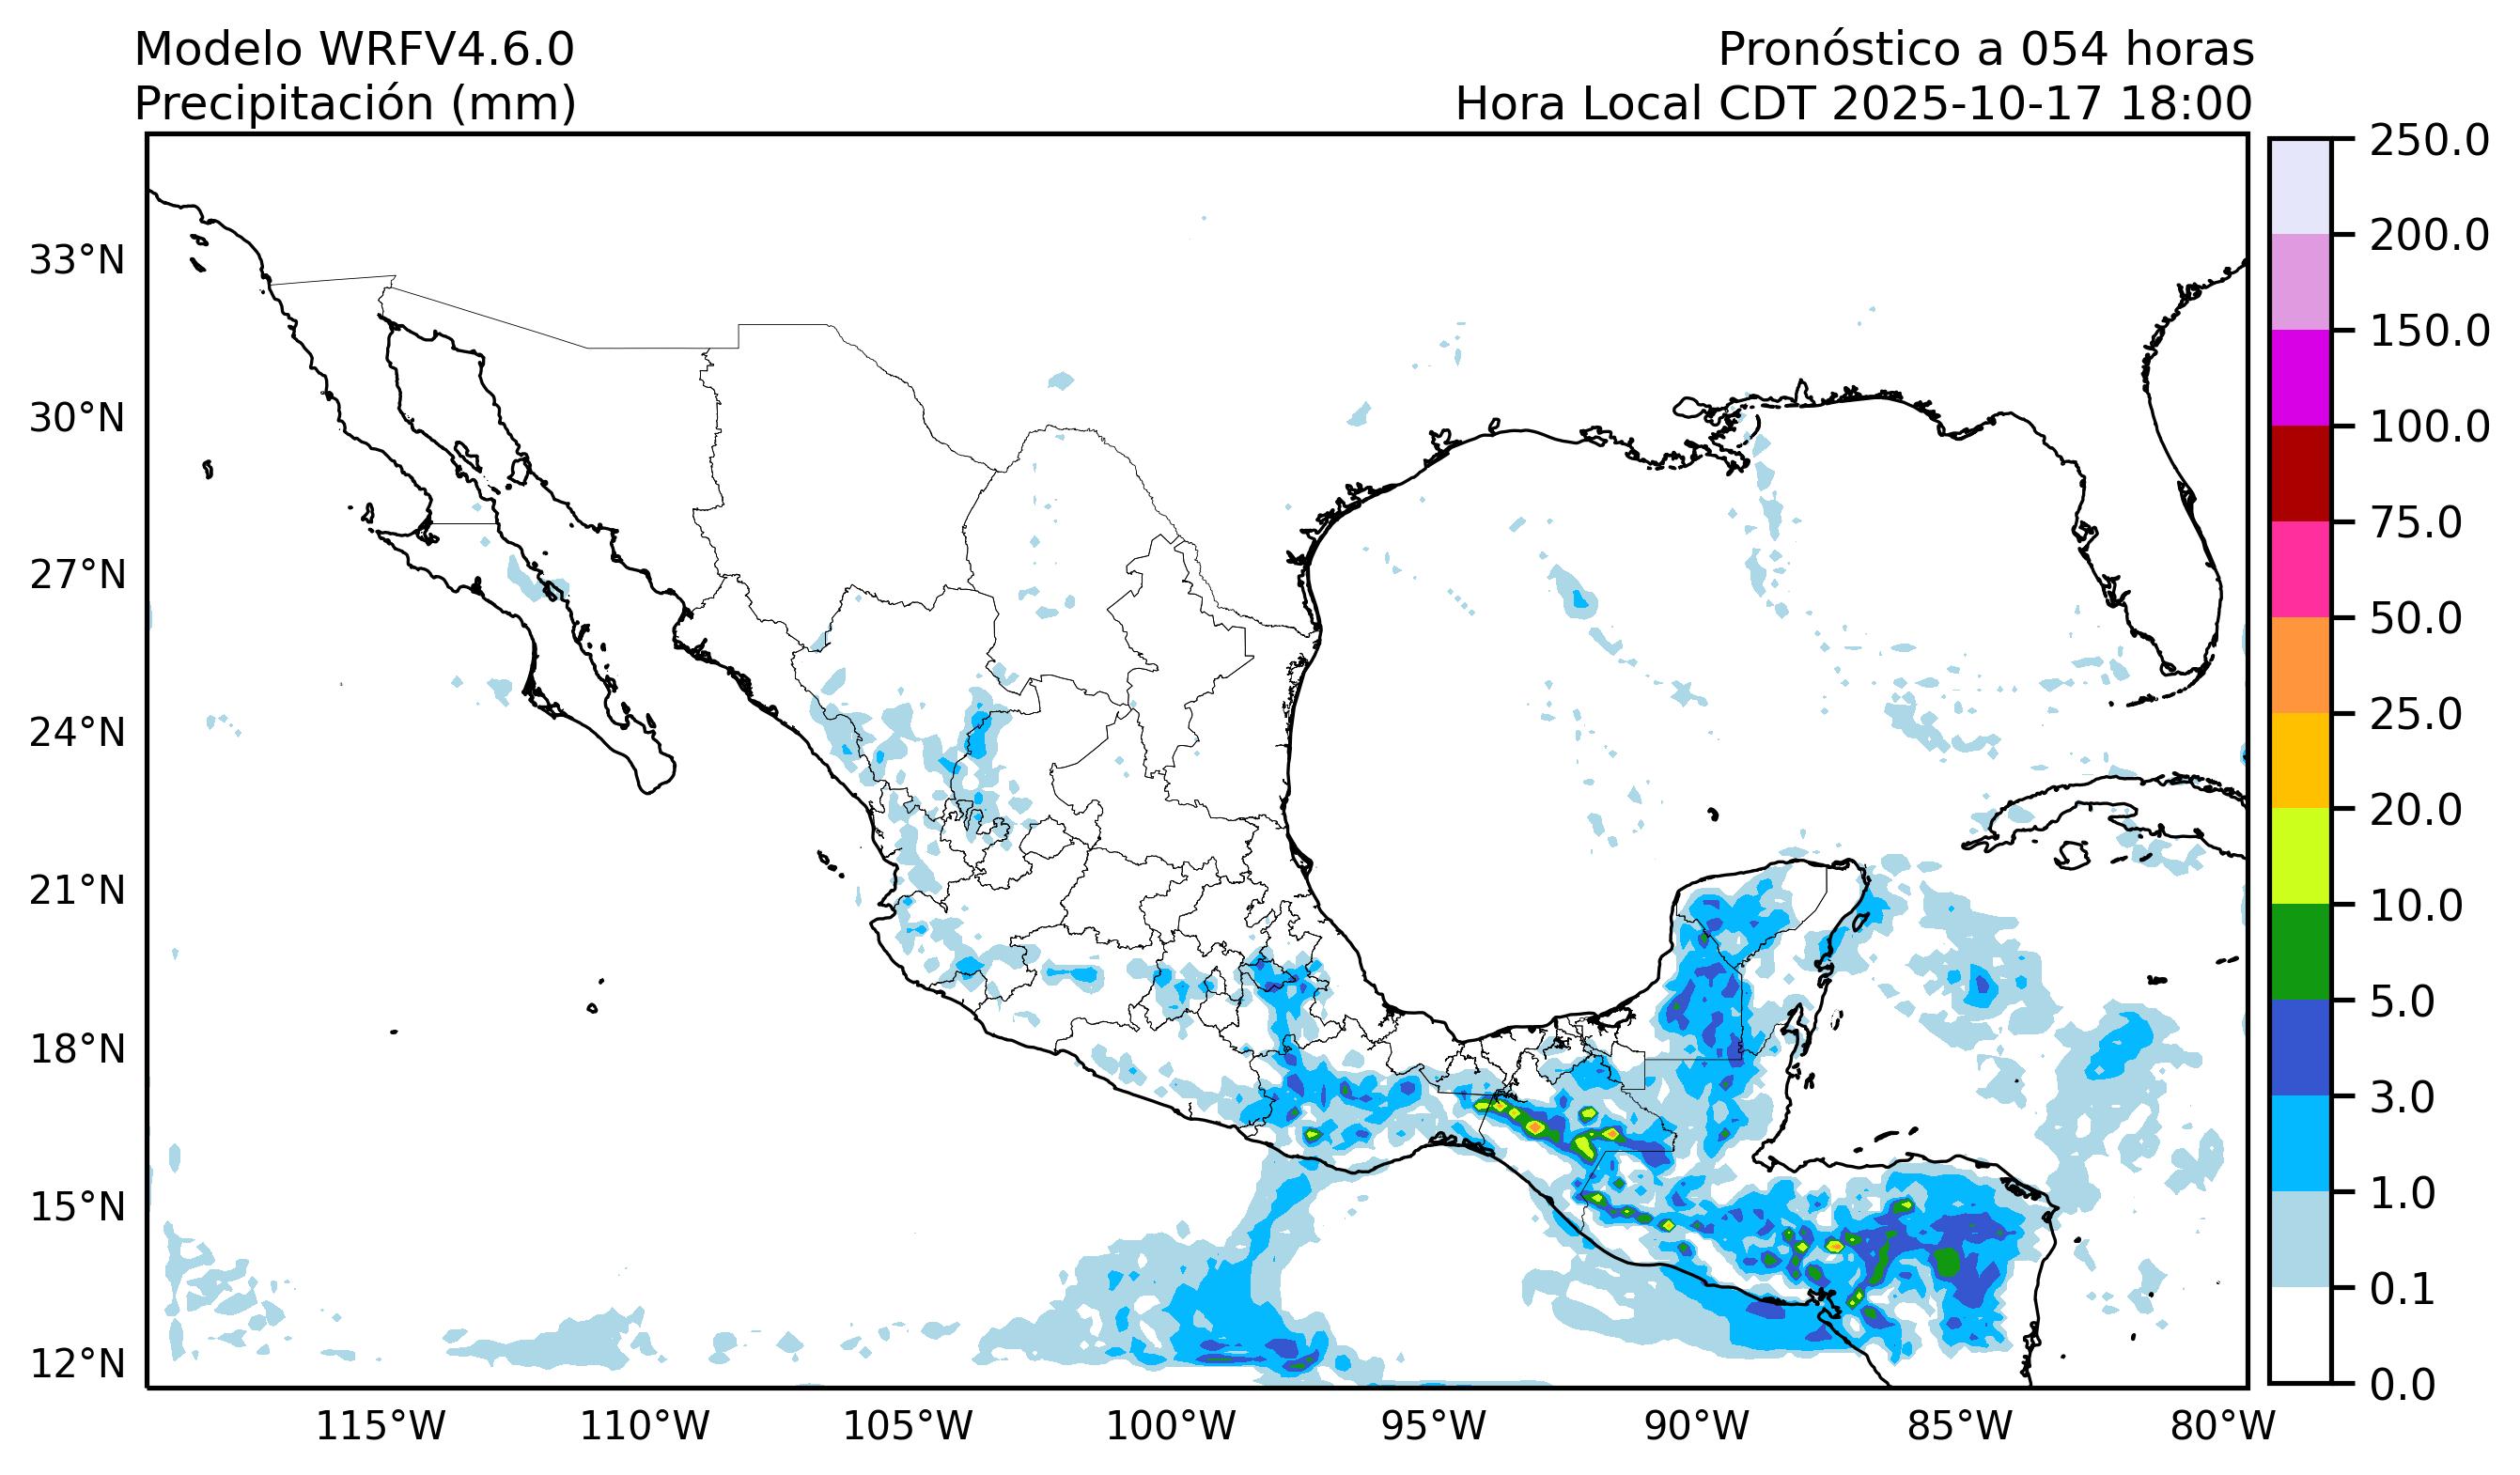 Modelo WRFV4.6.0
Precipitación (mm)
Pronóstico a 054 horas
Hora Local CDT 2025-10-17 18:00
33°N
30°N
27°N
24°N
21°N
18°N
15°N
12°N
115°W
110°W
105°W
100°W
95°W
90°W
85°W
80°W
250.0
200.0
150.0
100.0
75.0
50.0
25.0
20.0
10.0
5.0
3.0
1.0
0.1
0.0